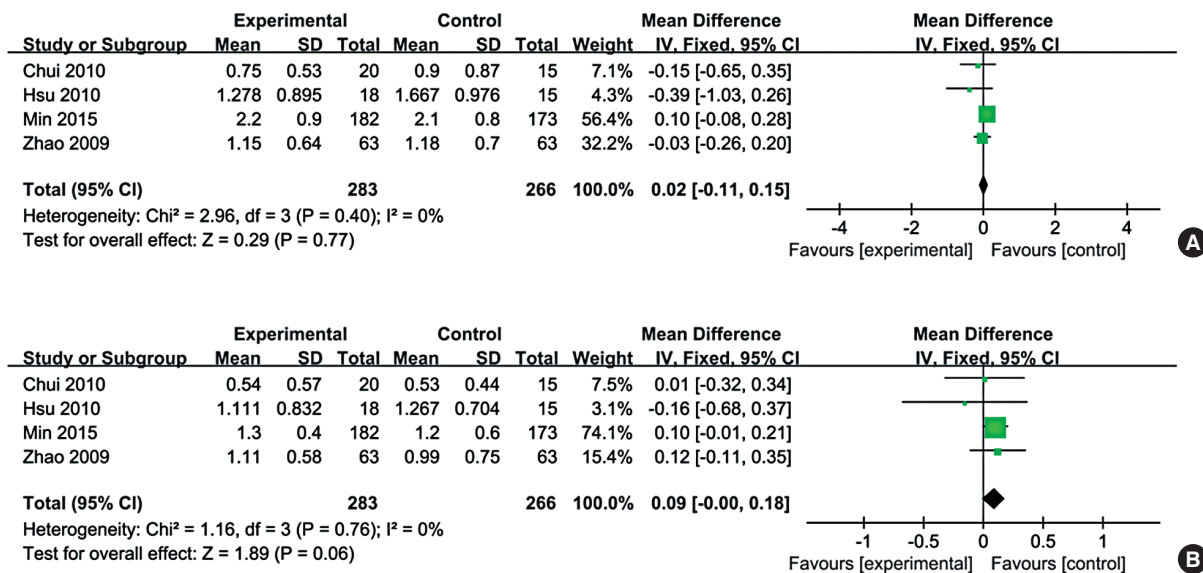 Experimental Control Mean Difference Mean Difference
Study or Subgroup Mean SD Total Mean SD Total Weight IV, Fixed, 95% CI IV, Fixed, 95% CI
Chui 2010 0.75 0.53 20 0.9 0.87 15 7.1% -0.15 [-0.65, 0.35]
Hsu 2010 1.278 0.895 18 1.667 0.976 15 4.3% -0.39 [-1.03, 0.26]
Min 2015 2.2 0.9 182 2.1 0.8 173 56.4% 0.10 [-0.08, 0.28]
Zhao 2009 1.15 0.64 63 1.18 0.7 63 32.2% -0.03 [-0.26, 0.20]
Total (95% CI) 283 266 100.0% 0.02 [-0.11, 0.15]
Heterogeneity: Chi² = 2.96, df = 3 (P = 0.40); I² = 0%
Test for overall effect: Z = 0.29 (P = 0.77)
-4 -2 0 2 4
Favours [experimental] Favours [control]
A
Experimental Control Mean Difference Mean Difference
Study or Subgroup Mean SD Total Mean SD Total Weight IV, Fixed, 95% CI IV, Fixed, 95% CI
Chui 2010 0.54 0.57 20 0.53 0.44 15 7.5% 0.01 [-0.32, 0.34]
Hsu 2010 1.111 0.832 18 1.267 0.704 15 3.1% -0.16 [-0.68, 0.37]
Min 2015 1.3 0.4 182 1.2 0.6 173 74.1% 0.10 [-0.01, 0.21]
Zhao 2009 1.11 0.58 63 0.99 0.75 63 15.4% 0.12 [-0.11, 0.35]
Total (95% CI) 283 266 100.0% 0.09 [-0.00, 0.18]
Heterogeneity: Chi² = 1.16, df = 3 (P = 0.76); I² = 0%
Test for overall effect: Z = 1.89 (P = 0.06)
-1 -0.5 0 0.5 1
Favours [experimental] Favours [control]
B